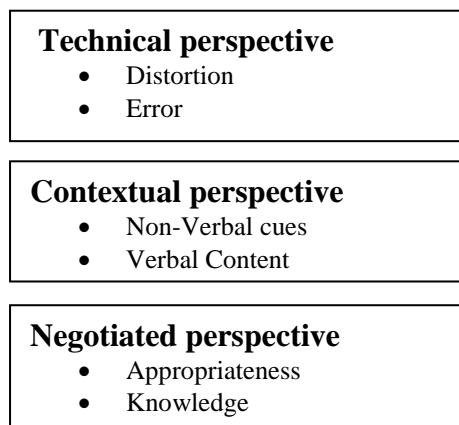 Technical perspective
• Distortion
• Error
Contextual perspective
• Non-Verbal cues
• Verbal Content
Negotiated perspective
• Appropriateness
• Knowledge